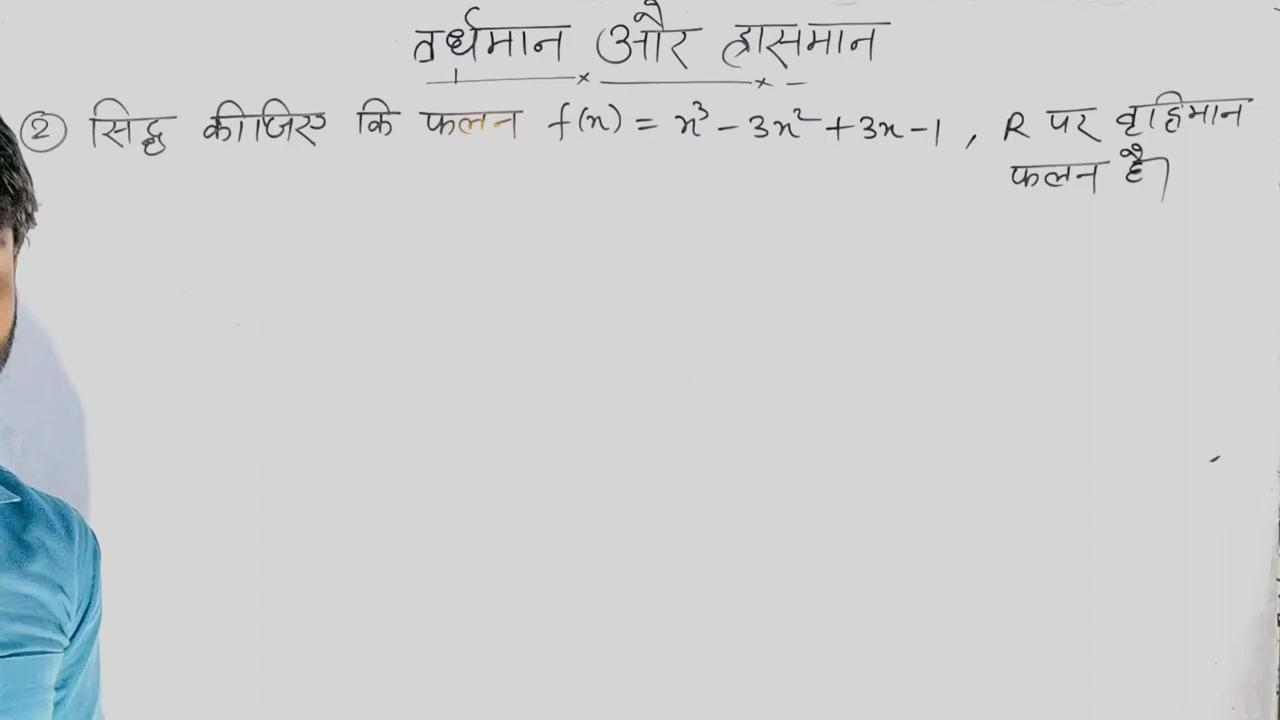 वर्धमान और ह्रासमान
② सिद्ध कीजिए कि फलन f(x) = x³ - 3x² + 3x - 1 , R पर वृद्धिमान
फलन है।